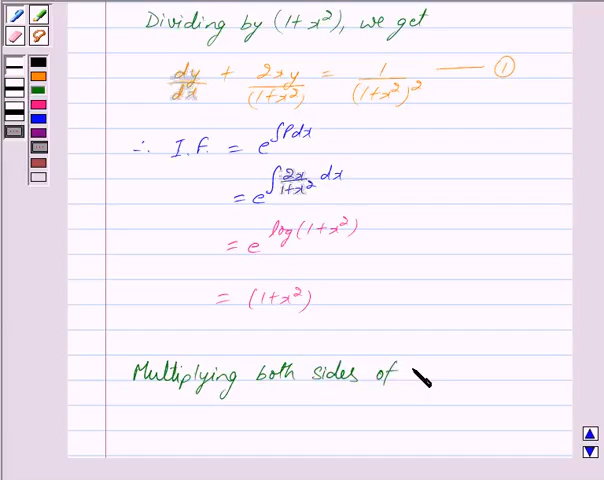 Dividing by (1+x²), we get
dy/dx + 2xy/(1+x²) = 1/(1+x²)² —— ①
∴ I.F. = e^∫Pdx
= e^∫2x/1+x² dx
= e^log(1+x²)
= (1+x²)
Multiplying both sides of